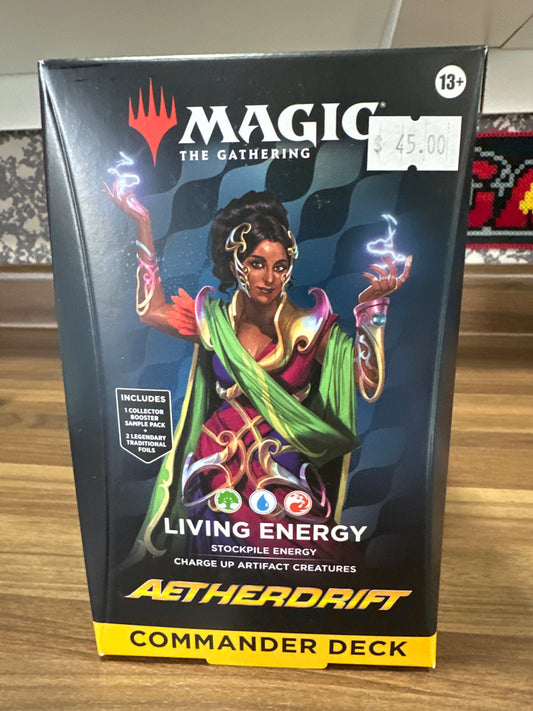 13+
MAGIC
THE GATHERING
$ 45.00
INCLUDES
1 COLLECTOR
BOOSTER
SAMPLE PACK
+
2 LEGENDARY
TRADITIONAL
FOILS
LIVING ENERGY
STOCKPILE ENERGY
CHARGE UP ARTIFACT CREATURES
AETHERDRIFT
COMMANDER DECK